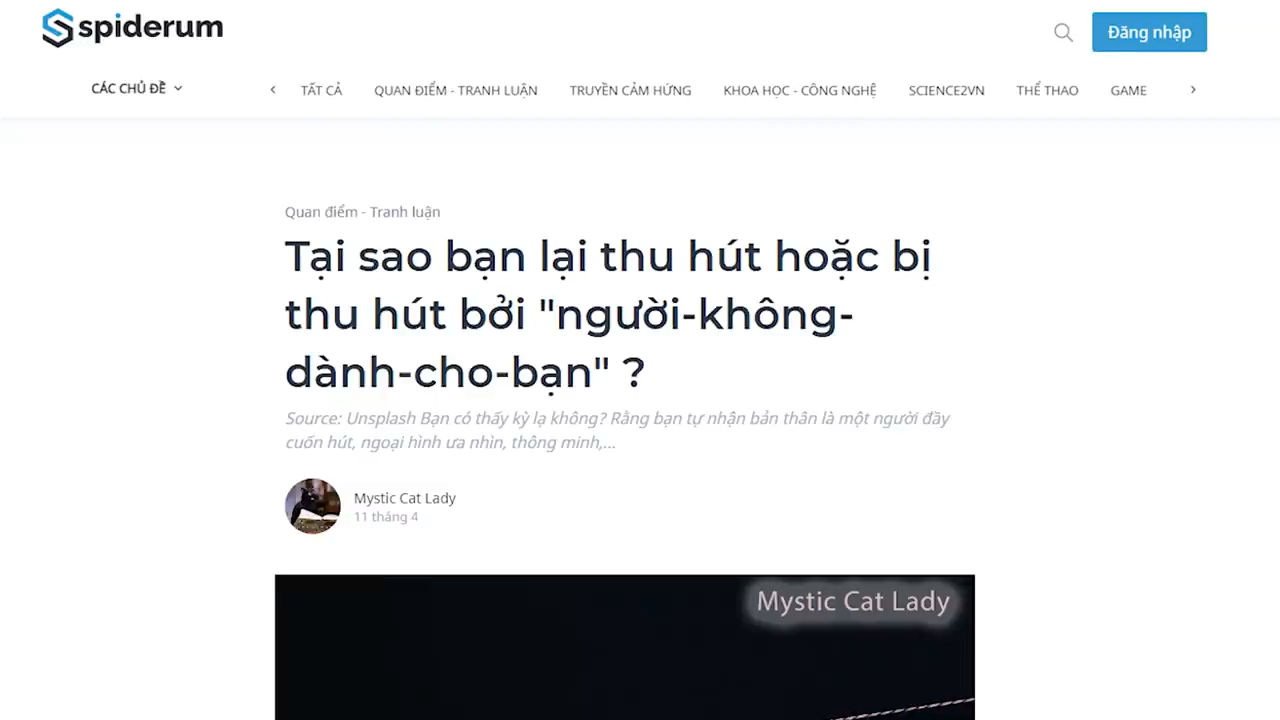 spiderum
Đăng nhập
CÁC CHỦ ĐỀ
TẤT CẢ
QUAN ĐIỂM - TRANH LUẬN
TRUYỀN CẢM HỨNG
KHOA HỌC - CÔNG NGHỆ
SCIENCE2VN
THỂ THAO
GAME
Quan điểm - Tranh luận
Tại sao bạn lại thu hút hoặc bị
thu hút bởi "người-không-
dành-cho-bạn" ?
Source: Unsplash Bạn có thấy kỳ lạ không? Rằng bạn tự nhận bản thân là một người đầy
cuốn hút, ngoại hình ưa nhìn, thông minh,...
Mystic Cat Lady
11 tháng 4
Mystic Cat Lady